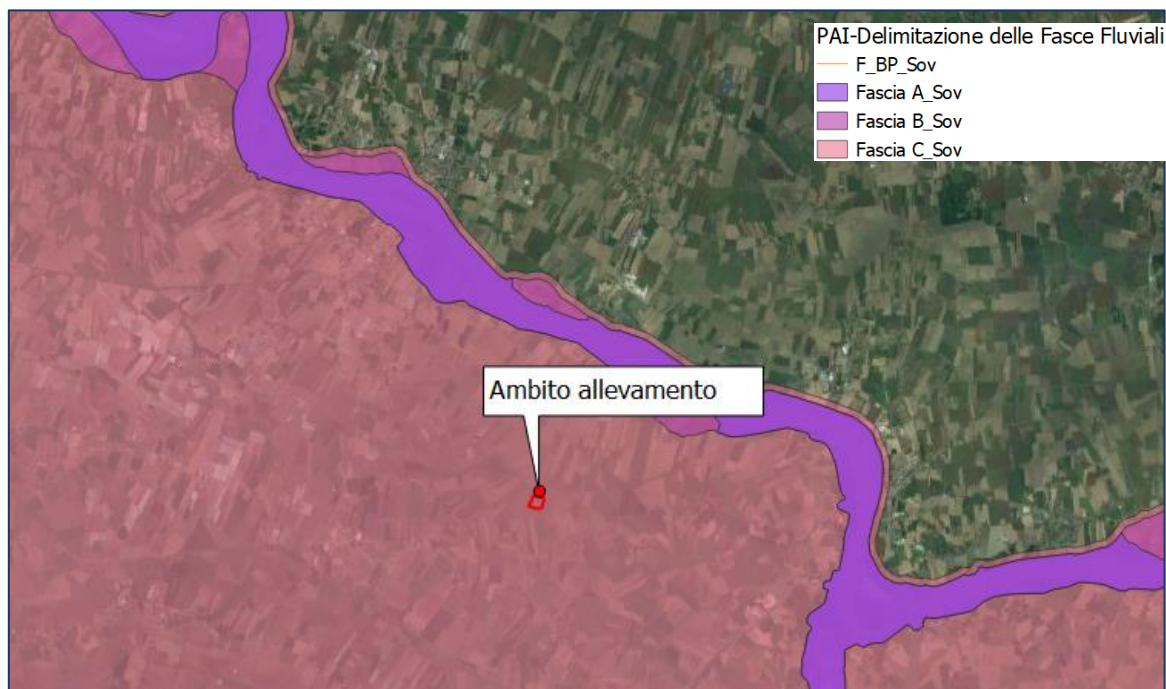 PAI-Delimitazione delle Fasce Fluviali
F_BP_Sov
Fascia A_Sov
Fascia B_Sov
Fascia C_Sov
Ambito allevamento